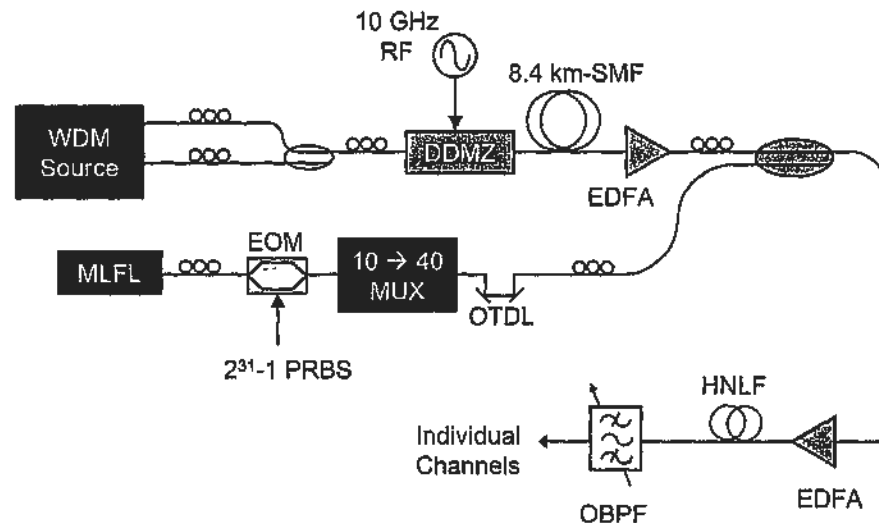 10 GHz
RF
8.4 km-SMF
WDM
Source
DDMZ
EDFA
EOM
MLFL
10 → 40
MUX
OTDL
2³¹-1 PRBS
HNLF
Individual
Channels
OBPF
EDFA